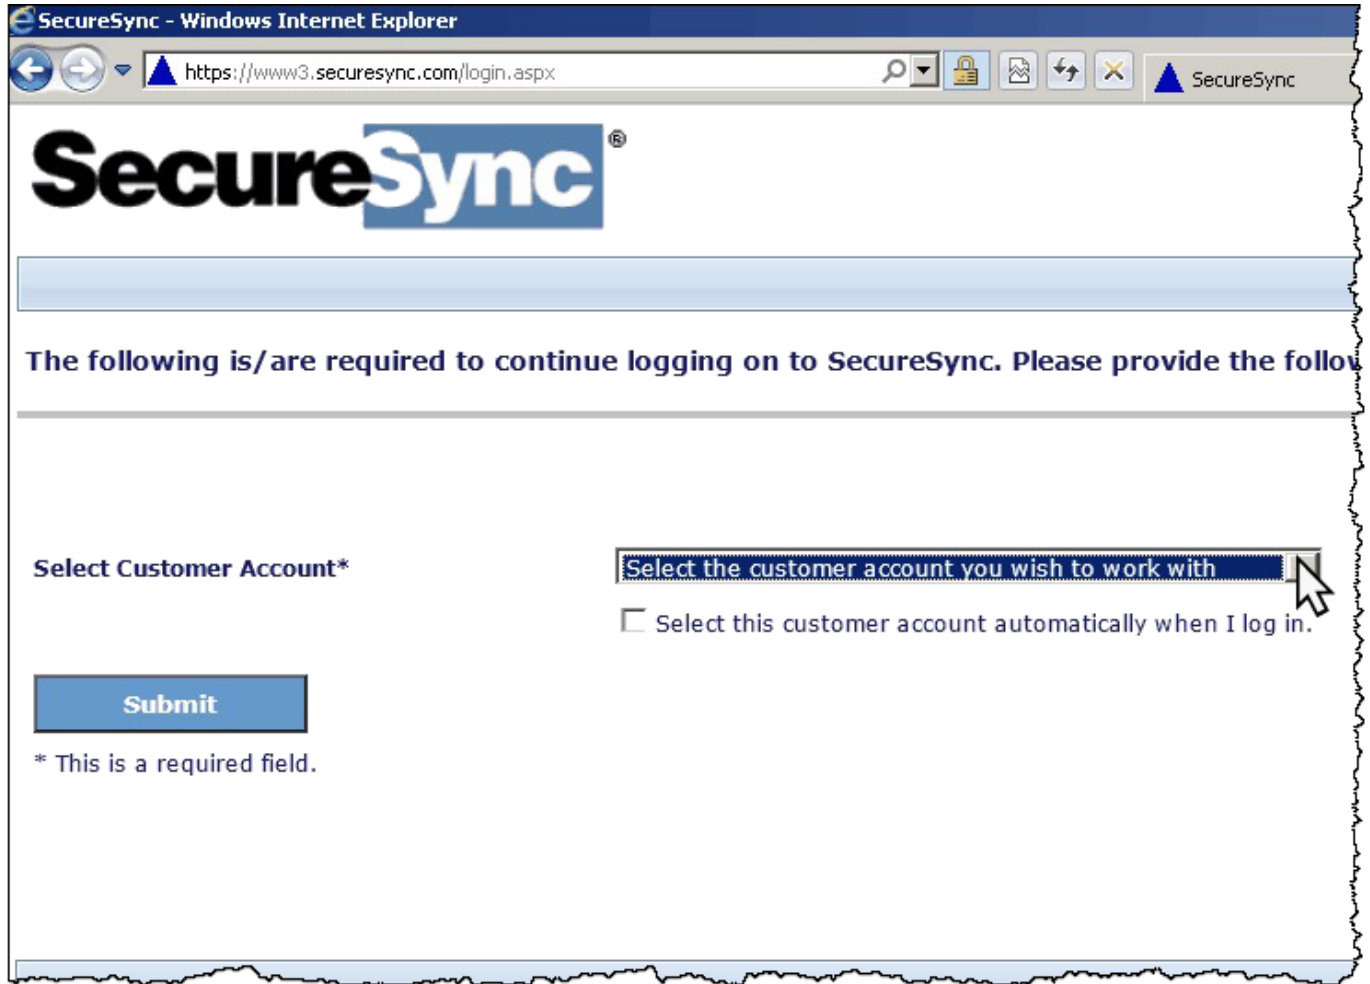 SecureSync - Windows Internet Explorer
https://www3.securesync.com/login.aspx
SecureSync
SecureSync®
The following is/are required to continue logging on to SecureSync. Please provide the
Select Customer Account*
Select the customer account you wish to work with
Select this customer account automatically when I log in.
Submit
* This is a required field.